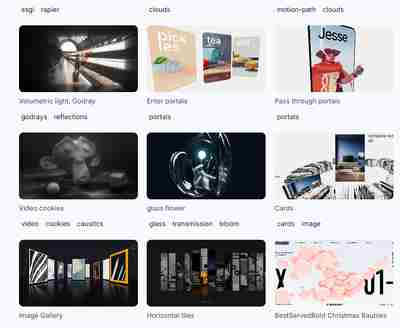 ssgi rapier
clouds
motion-path clouds
pick
les
tea
Jesse
Volumetric light, Godray
Enter portals
Pass through portals
godrays reflections
portals
portals
Video cookies
glass flower
Cards
video cookies caustics
glass transmission bloom
cards image
X
u1-
Image Gallery
Horizontal tiles
BestServedBold Christmas Baubles